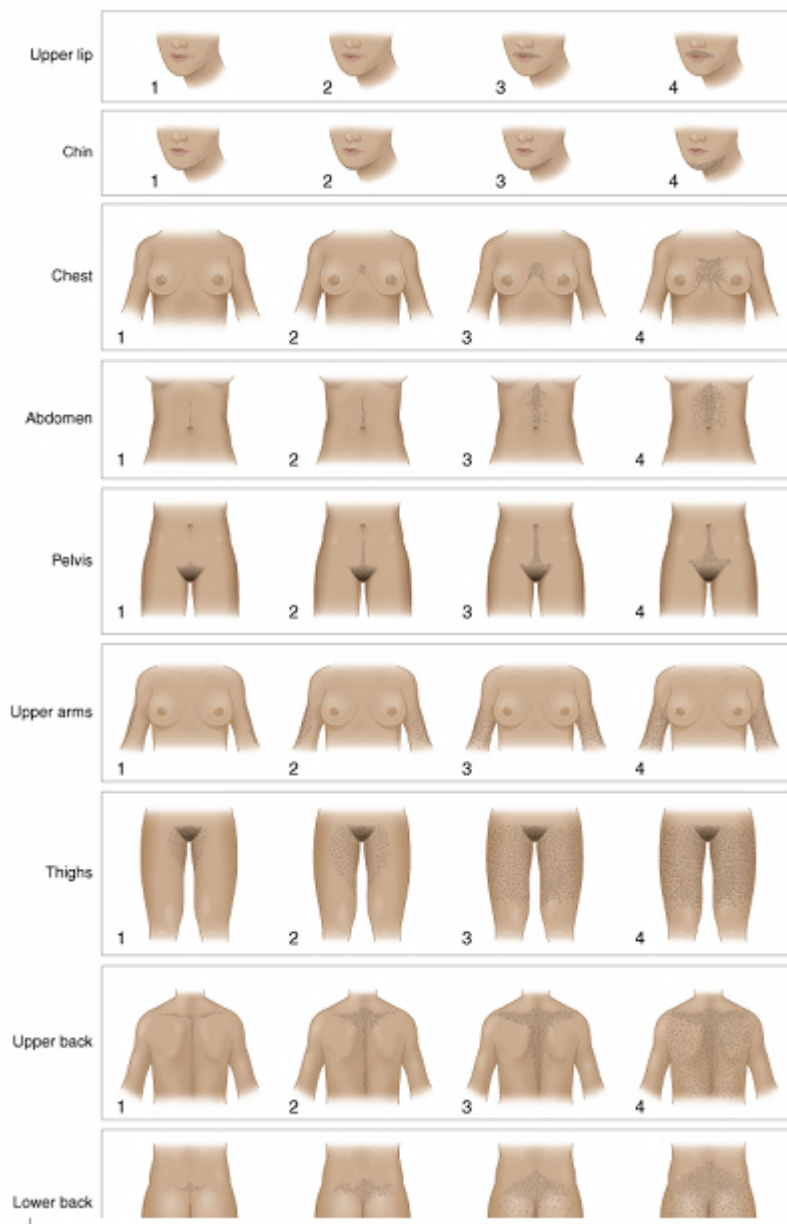 Upper lip
1 2 3 4
Chin
1 2 3 4
Chest
1 2 3 4
Abdomen
1 2 3 4
Pelvis
1 2 3 4
Upper arms
1 2 3 4
Thighs
1 2 3 4
Upper back
1 2 3 4
Lower back